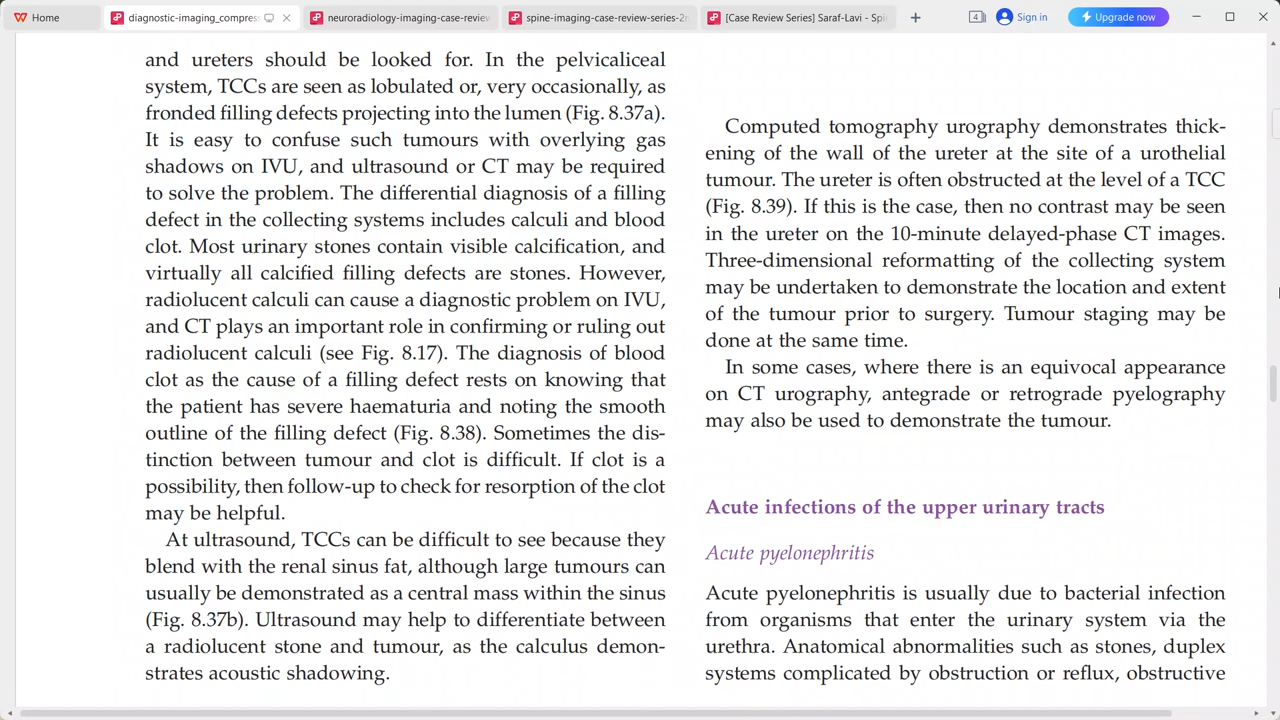 Home
diagnostic-imaging_compres
neuroradiology-imaging-case-review
spine-imaging-case-review-series-2
[Case Review Series] Saraf-Lavi - Spi
4
Sign in
Upgrade now
and ureters should be looked for. In the pelvicaliceal
system, TCCs are seen as lobulated or, very occasionally, as
fronded filling defects projecting into the lumen (Fig. 8.37a).
It is easy to confuse such tumours with overlying gas
shadows on IVU, and ultrasound or CT may be required
to solve the problem. The differential diagnosis of a filling
defect in the collecting systems includes calculi and blood
clot. Most urinary stones contain visible calcification, and
virtually all calcified filling defects are stones. However,
radiolucent calculi can cause a diagnostic problem on IVU,
and CT plays an important role in confirming or ruling out
radiolucent calculi (see Fig. 8.17). The diagnosis of blood
clot as the cause of a filling defect rests on knowing that
the patient has severe haematuria and noting the smooth
outline of the filling defect (Fig. 8.38). Sometimes the dis-
tinction between tumour and clot is difficult. If clot is a
possibility, then follow-up to check for resorption of the clot
may be helpful.
At ultrasound, TCCs can be difficult to see because they
blend with the renal sinus fat, although large tumours can
usually be demonstrated as a central mass within the sinus
(Fig. 8.37b). Ultrasound may help to differentiate between
a radiolucent stone and tumour, as the calculus demon-
strates acoustic shadowing.
Computed tomography urography demonstrates thick-
ening of the wall of the ureter at the site of a urothelial
tumour. The ureter is often obstructed at the level of a TCC
(Fig. 8.39). If this is the case, then no contrast may be seen
in the ureter on the 10-minute delayed-phase CT images.
Three-dimensional reformatting of the collecting system
may be undertaken to demonstrate the location and extent
of the tumour prior to surgery. Tumour staging may be
done at the same time.
In some cases, where there is an equivocal appearance
on CT urography, antegrade or retrograde pyelography
may also be used to demonstrate the tumour.
Acute infections of the upper urinary tracts
Acute pyelonephritis
Acute pyelonephritis is usually due to bacterial infection
from organisms that enter the urinary system via the
urethra. Anatomical abnormalities such as stones, duplex
systems complicated by obstruction or reflux, obstructive